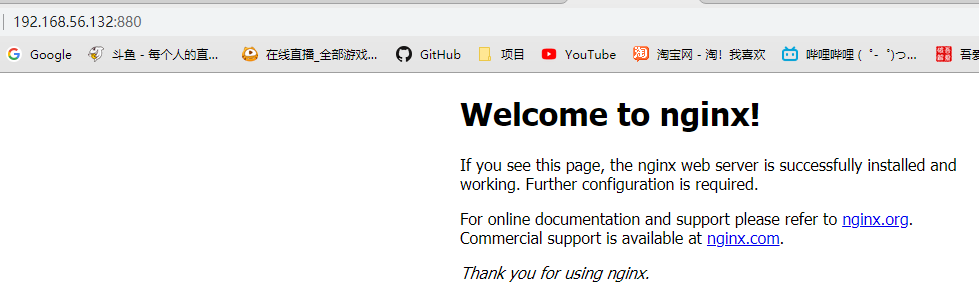 192.168.56.132:880
Google 斗鱼 - 每个人的直... 在线直播_全部游戏... GitHub 项目 YouTube 淘宝网 - 淘！我喜欢 哔哩哔哩 ( ゜- ゜)つ... 吾爱
Welcome to nginx!
If you see this page, the nginx web server is successfully installed and
working. Further configuration is required.
For online documentation and support please refer to nginx.org.
Commercial support is available at nginx.com.
Thank you for using nginx.